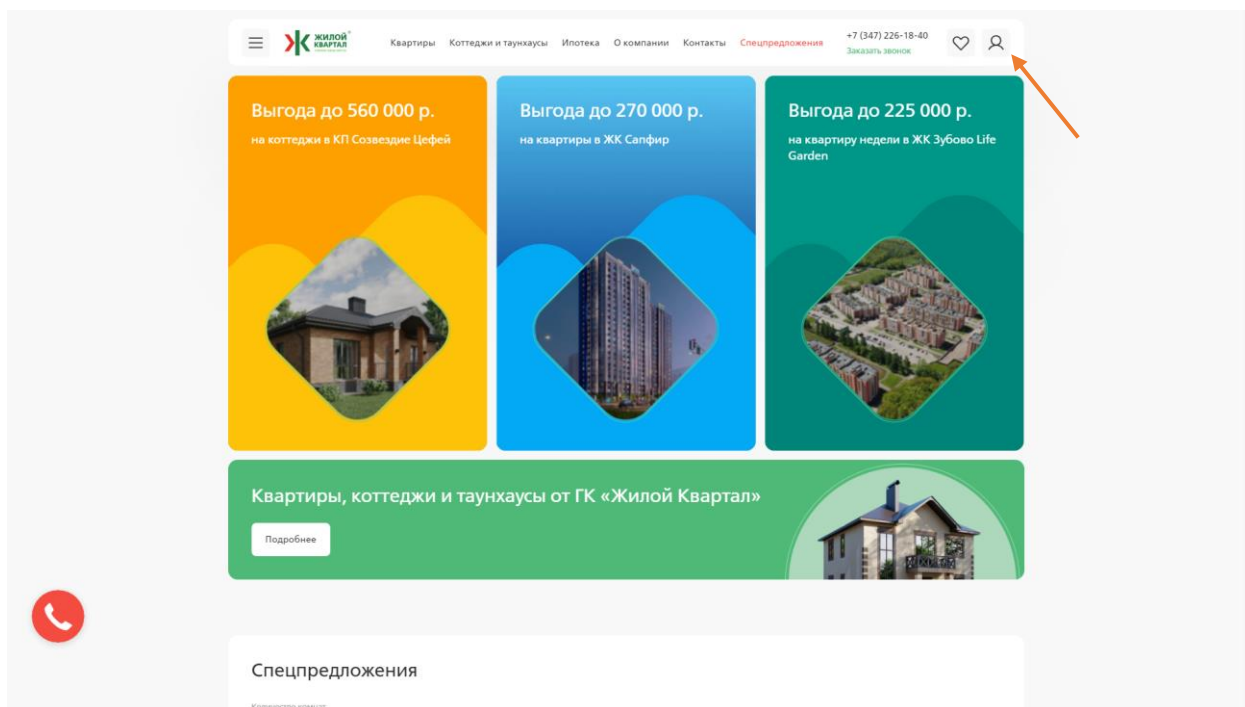 ЖИЛОЙ
КВАРТАЛ
Квартиры Коттеджи и таунхаусы Ипотека О компании Контакты Спецпредложения
+7 (347) 226-18-40
Заказать звонок
Выгода до 560 000 р.
на коттеджи в КП Созвездие Цефей
Выгода до 270 000 р.
на квартиры в ЖК Сапфир
Выгода до 225 000 р.
на квартиру недели в ЖК Зубово Life
Garden
Квартиры, коттеджи и таунхаусы от ГК «Жилой Квартал»
Подробнее
Спецпредложения
Количество комнат